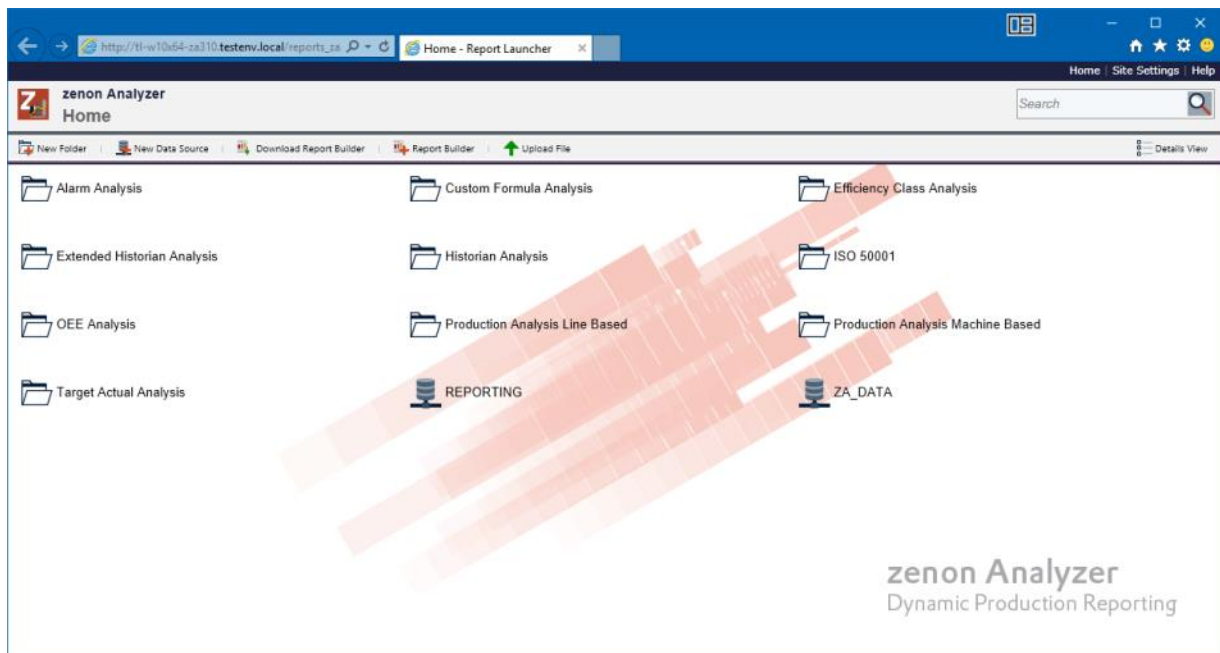 http://tl-w10x64-za310.testenv.local/reports_za
Home - Report Launcher
Home | Site Settings | Help
zenon Analyzer
Home
Search
New Folder | New Data Source | Download Report Builder | Report Builder | Upload File
Details View
Alarm Analysis
Custom Formula Analysis
Efficiency Class Analysis
Extended Historian Analysis
Historian Analysis
ISO 50001
OEE Analysis
Production Analysis Line Based
Production Analysis Machine Based
Target Actual Analysis
REPORTING
ZA_DATA
zenon Analyzer
Dynamic Production Reporting